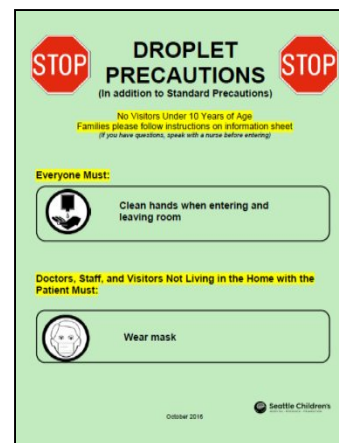 STOP
DROPLET
PRECAUTIONS
STOP
(In addition to Standard Precautions)
No Visitors Under 10 Years of Age
Families please follow instructions on information sheet
(If you have questions, speak with a nurse before entering)
Everyone Must:
Clean hands when entering and
leaving room
Doctors, Staff, and Visitors Not Living in the Home with the
Patient Must:
Wear mask
October 2016
Seattle Children's